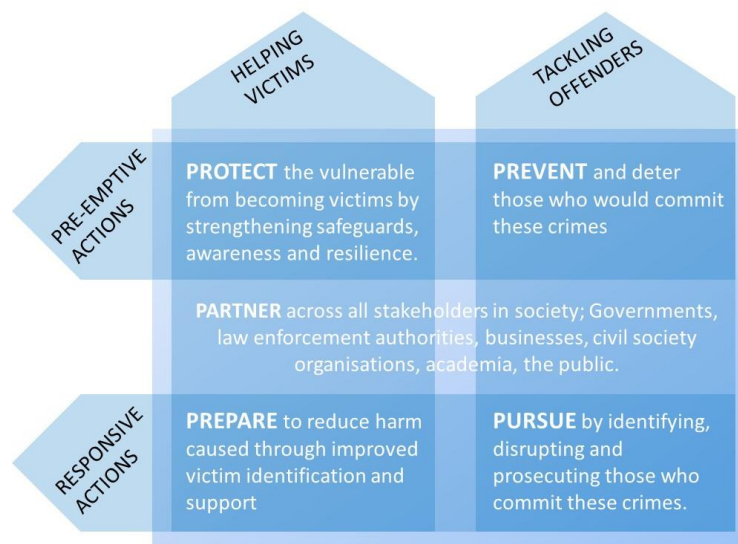 HELPING
VICTIMS
TACKLING
OFFENDERS
PRE-EMPTIVE
ACTIONS
PROTECT the vulnerable
from becoming victims by
strengthening safeguards,
awareness and resilience.
PREVENT and deter
those who would commit
these crimes
PARTNER across all stakeholders in society; Governments,
law enforcement authorities, businesses, civil society
organisations, academia, the public.
RESPONSIVE
ACTIONS
PREPARE to reduce harm
caused through improved
victim identification and
support
PURSUE by identifying,
disrupting and
prosecuting those who
commit these crimes.